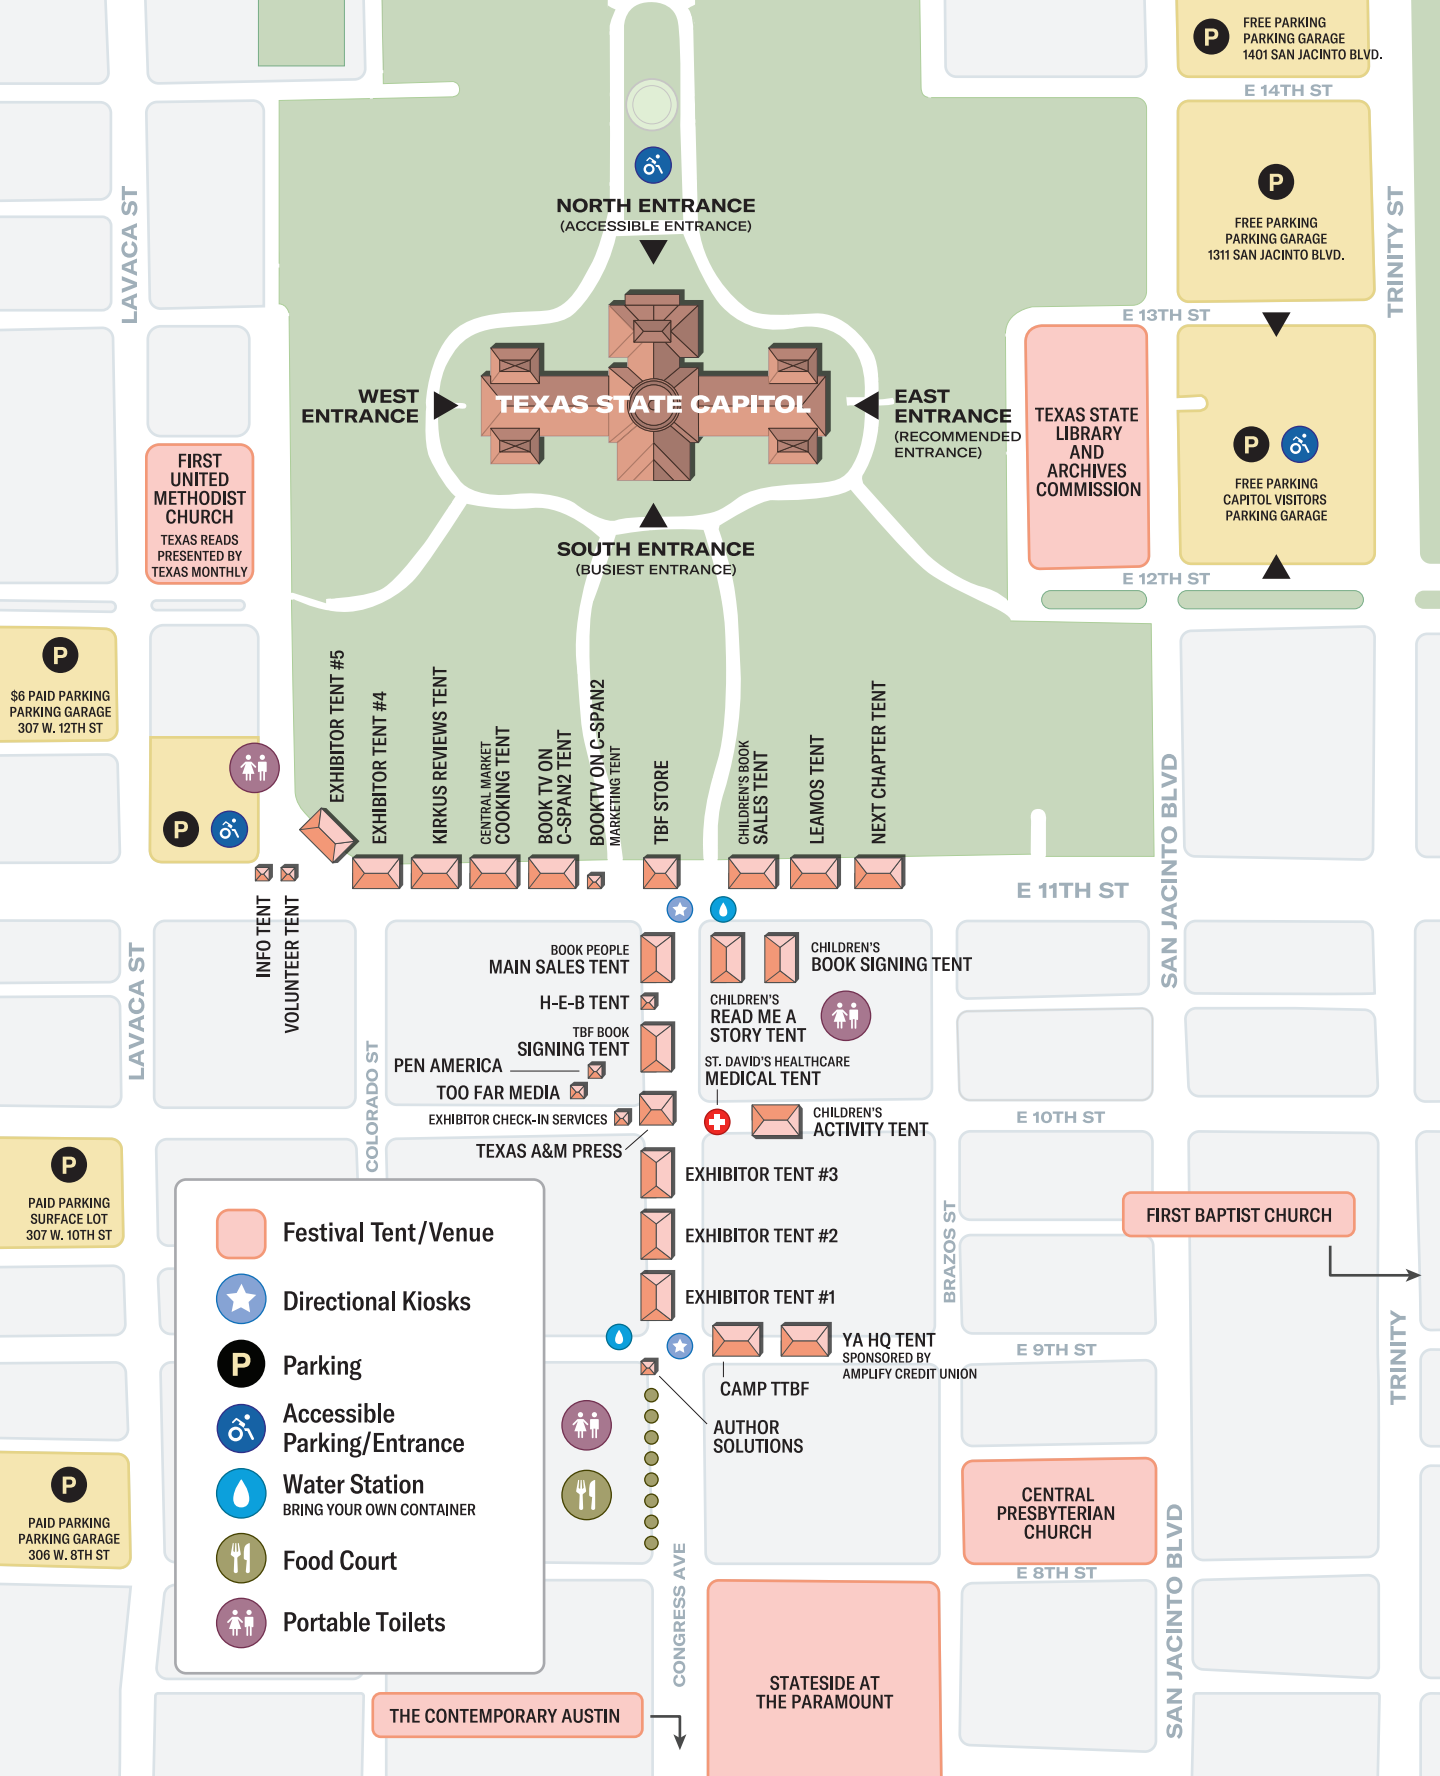 FREE PARKING
PARKING GARAGE
1401 SAN JACINTO BLVD.
P
E 14TH ST
P
FREE PARKING
PARKING GARAGE
1311 SAN JACINTO BLVD.
LAVACA ST
TRINITY ST
NORTH ENTRANCE
(ACCESSIBLE ENTRANCE)
E 13TH ST
WEST
ENTRANCE
TEXAS STATE CAPITOL
EAST
ENTRANCE
(RECOMMENDED
ENTRANCE)
TEXAS STATE
LIBRARY
AND
ARCHIVES
COMMISSION
P
FREE PARKING
CAPITOL VISITORS
PARKING GARAGE
FIRST
UNITED
METHODIST
CHURCH
TEXAS READS
PRESENTED BY
TEXAS MONTHLY
SOUTH ENTRANCE
(BUSIEST ENTRANCE)
E 12TH ST
P
$6 PAID PARKING
PARKING GARAGE
307 W. 12TH ST
P
EXHIBITOR TENT #5
EXHIBITOR TENT #4
KIRKUS REVIEWS TENT
CENTRAL MARKET
COOKING TENT
BOOK TV ON
C-SPAN2 TENT
BOOKTV ON C-SPAN2
MARKETING TENT
TBF STORE
CHILDREN'S BOOK
SALES TENT
LEAMOS TENT
NEXT CHAPTER TENT
SAN JACINTO BLVD
E 11TH ST
INFO TENT
VOLUNTEER TENT
LAVACA ST
BOOK PEOPLE
MAIN SALES TENT
CHILDREN'S
BOOK SIGNING TENT
H-E-B TENT
CHILDREN'S
READ ME A
STORY TENT
TBF BOOK
SIGNING TENT
PEN AMERICA
ST. DAVID'S HEALTHCARE
MEDICAL TENT
TOO FAR MEDIA
EXHIBITOR CHECK-IN SERVICES
CHILDREN'S
ACTIVITY TENT
E 10TH ST
COLORADO ST
TEXAS A&M PRESS
P
PAID PARKING
SURFACE LOT
307 W. 10TH ST
EXHIBITOR TENT #3
EXHIBITOR TENT #2
EXHIBITOR TENT #1
BRAZOS ST
FIRST BAPTIST CHURCH
TRINITY
YA HQ TENT
SPONSORED BY
AMPLIFY CREDIT UNION
E 9TH ST
CAMP TTBF
AUTHOR
SOLUTIONS
Festival Tent/Venue
Directional Kiosks
P
Parking
Accessible
Parking/Entrance
Water Station
BRING YOUR OWN CONTAINER
Food Court
Portable Toilets
P
PAID PARKING
PARKING GARAGE
306 W. 8TH ST
CENTRAL
PRESBYTERIAN
CHURCH
E 8TH ST
CONGRESS AVE
SAN JACINTO BLVD
STATESIDE AT
THE PARAMOUNT
THE CONTEMPORARY AUSTIN